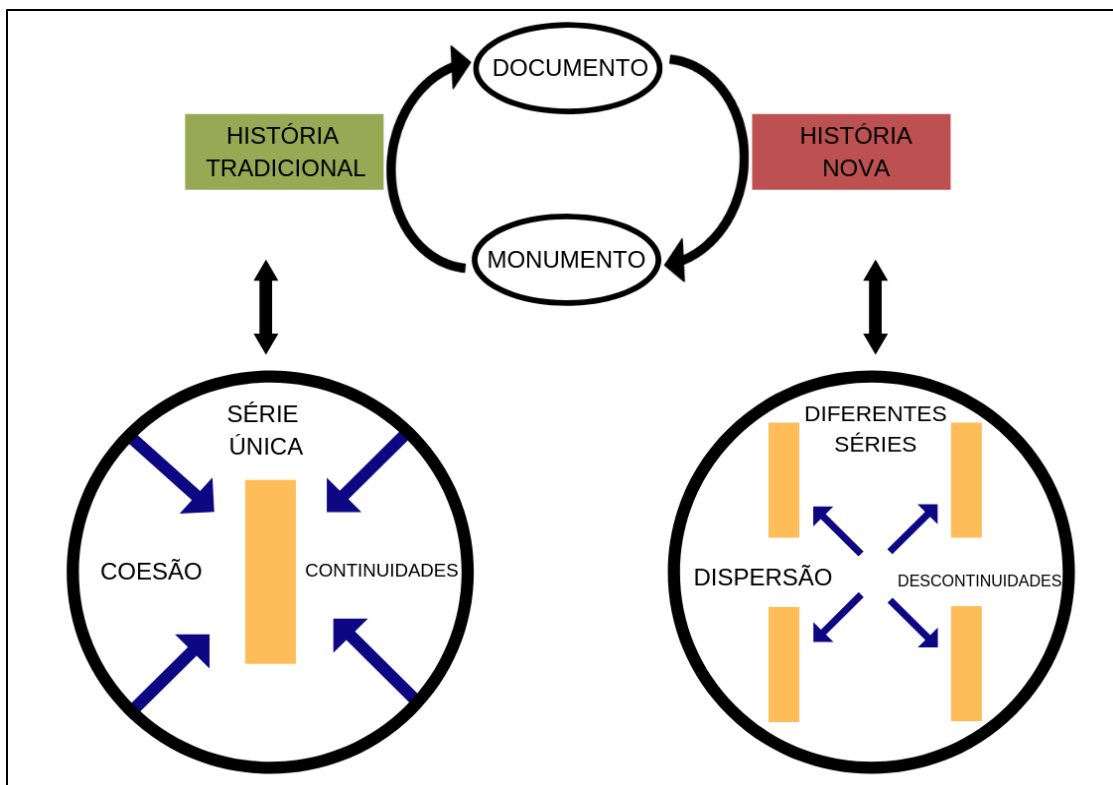 DOCUMENTO
HISTÓRIA
TRADICIONAL
HISTÓRIA
NOVA
MONUMENTO
SÉRIE
ÚNICA
COESÃO
CONTINUIDADES
DIFERENTES
SÉRIES
DISPERSÃO
DESCONTINUIDADES